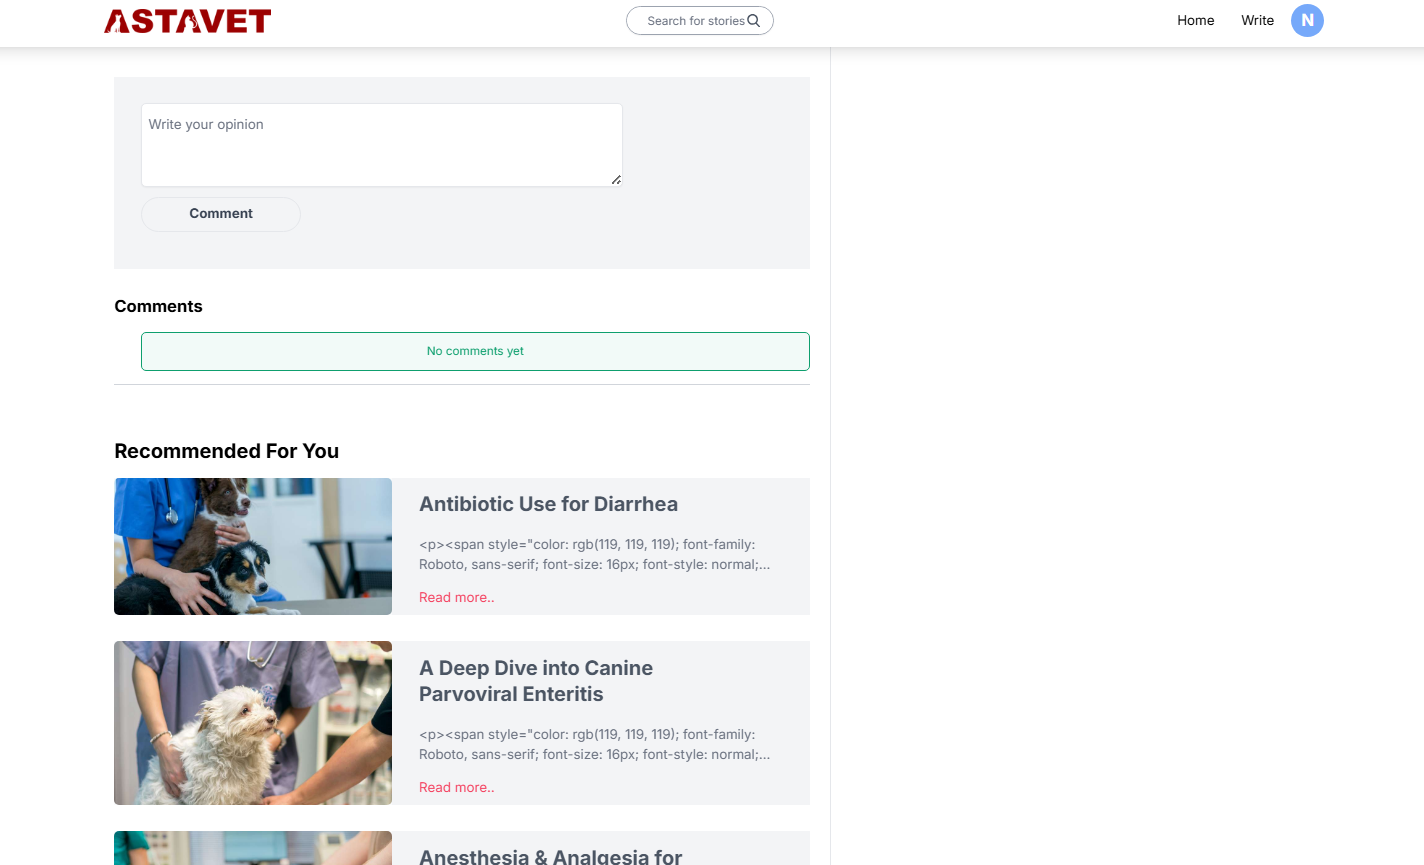 ASTAVET
Search for stories
Home
Write
N
Write your opinion
Comment
Comments
No comments yet
Recommended For You
Antibiotic Use for Diarrhea
<p><span style="color: rgb(119, 119, 119); font-family:
Roboto, sans-serif; font-size: 16px; font-style: normal;...
Read more..
A Deep Dive into Canine
Parvoviral Enteritis
<p><span style="color: rgb(119, 119, 119); font-family:
Roboto, sans-serif; font-size: 16px; font-style: normal;...
Read more..
Anesthesia & Analgesia for